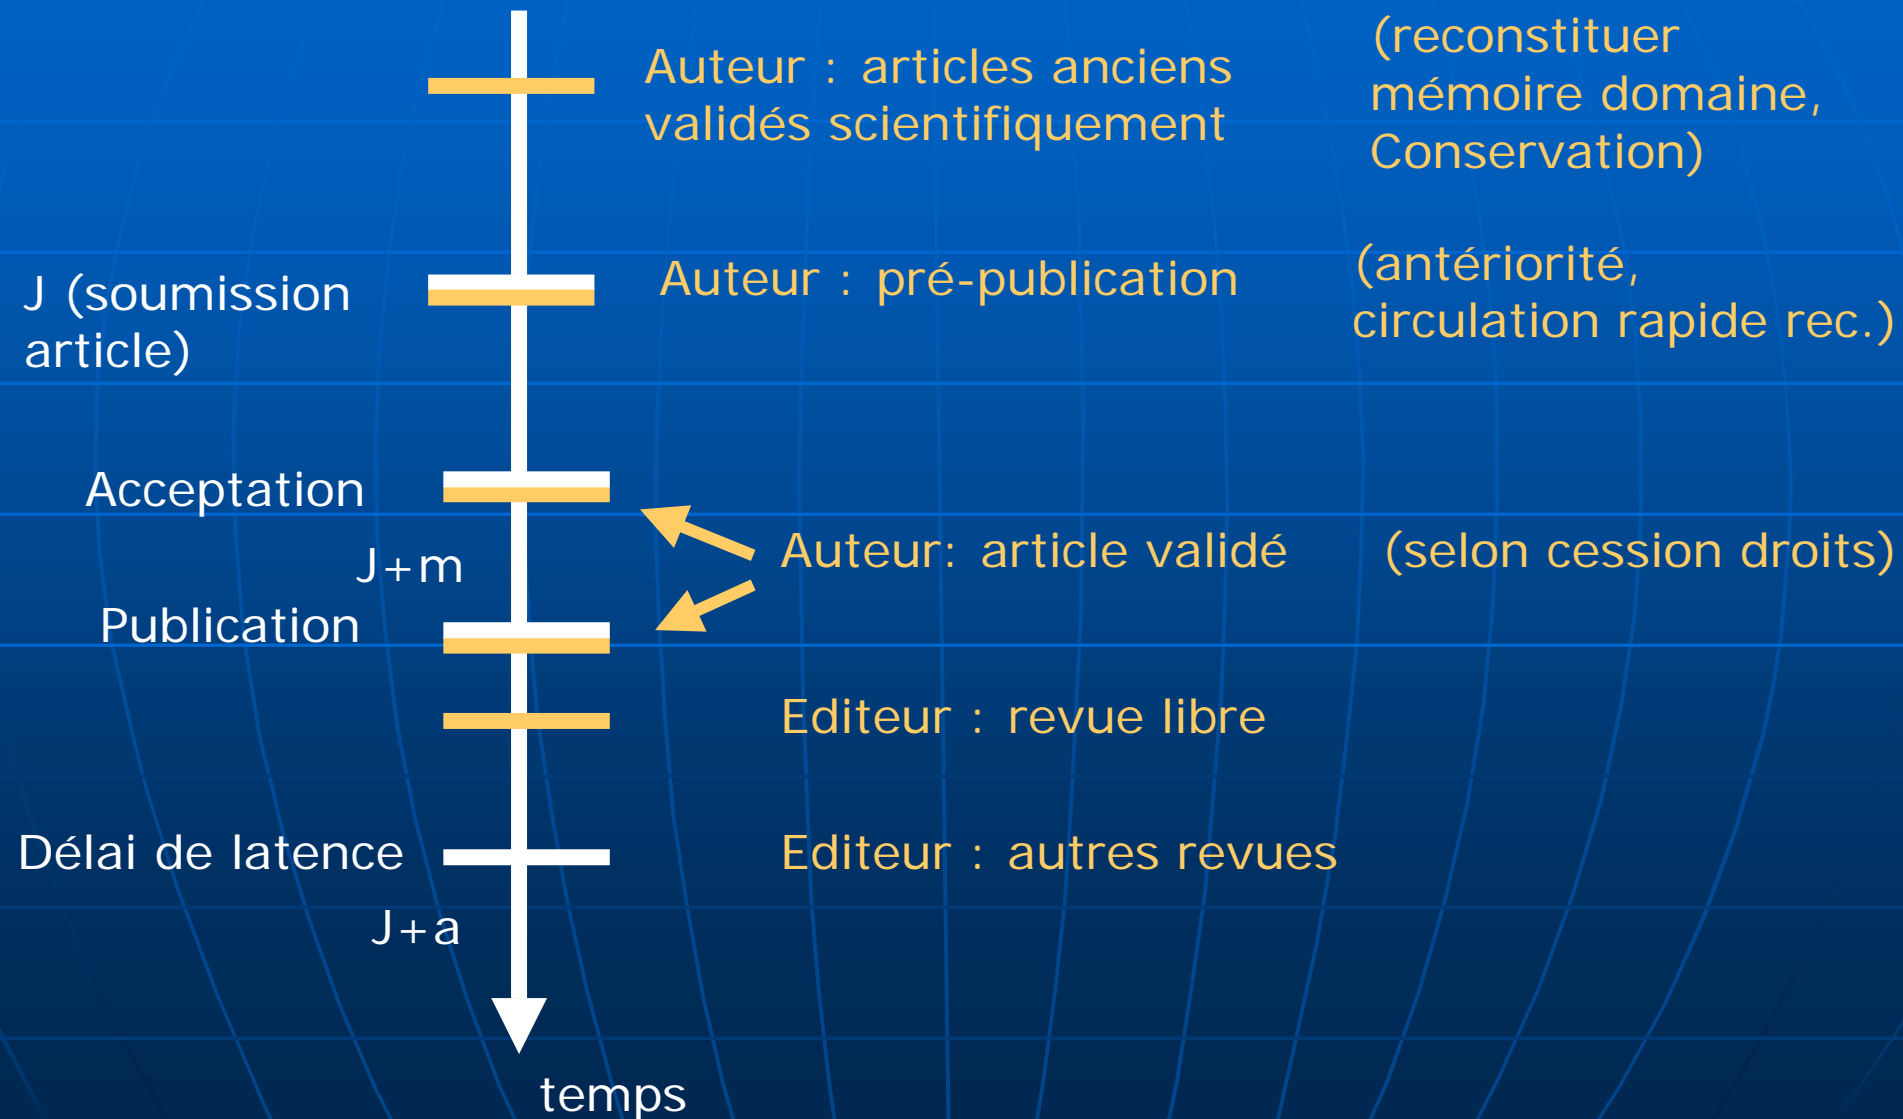 Auteur : articles anciens
validés scientifiquement
(reconstituer
mémoire domaine,
Conservation)
J (soumission
article)
Auteur : pré-publication
(antériorité,
circulation rapide rec.)
Acceptation
J+m
Auteur: article validé
(selon cession droits)
Publication
Editeur : revue libre
Délai de latence
Editeur : autres revues
J+a
temps